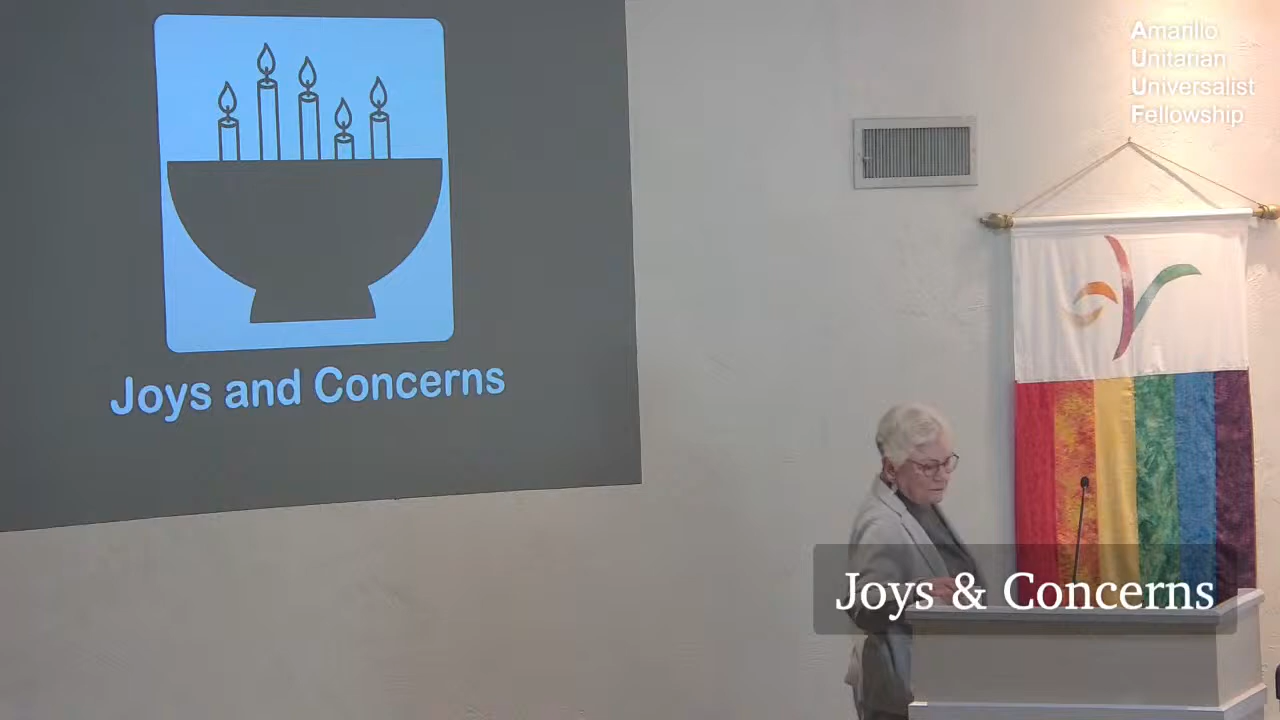 Amarillo
Unitarian
Universalist
Fellowship
Joys and Concerns
Joys & Concerns